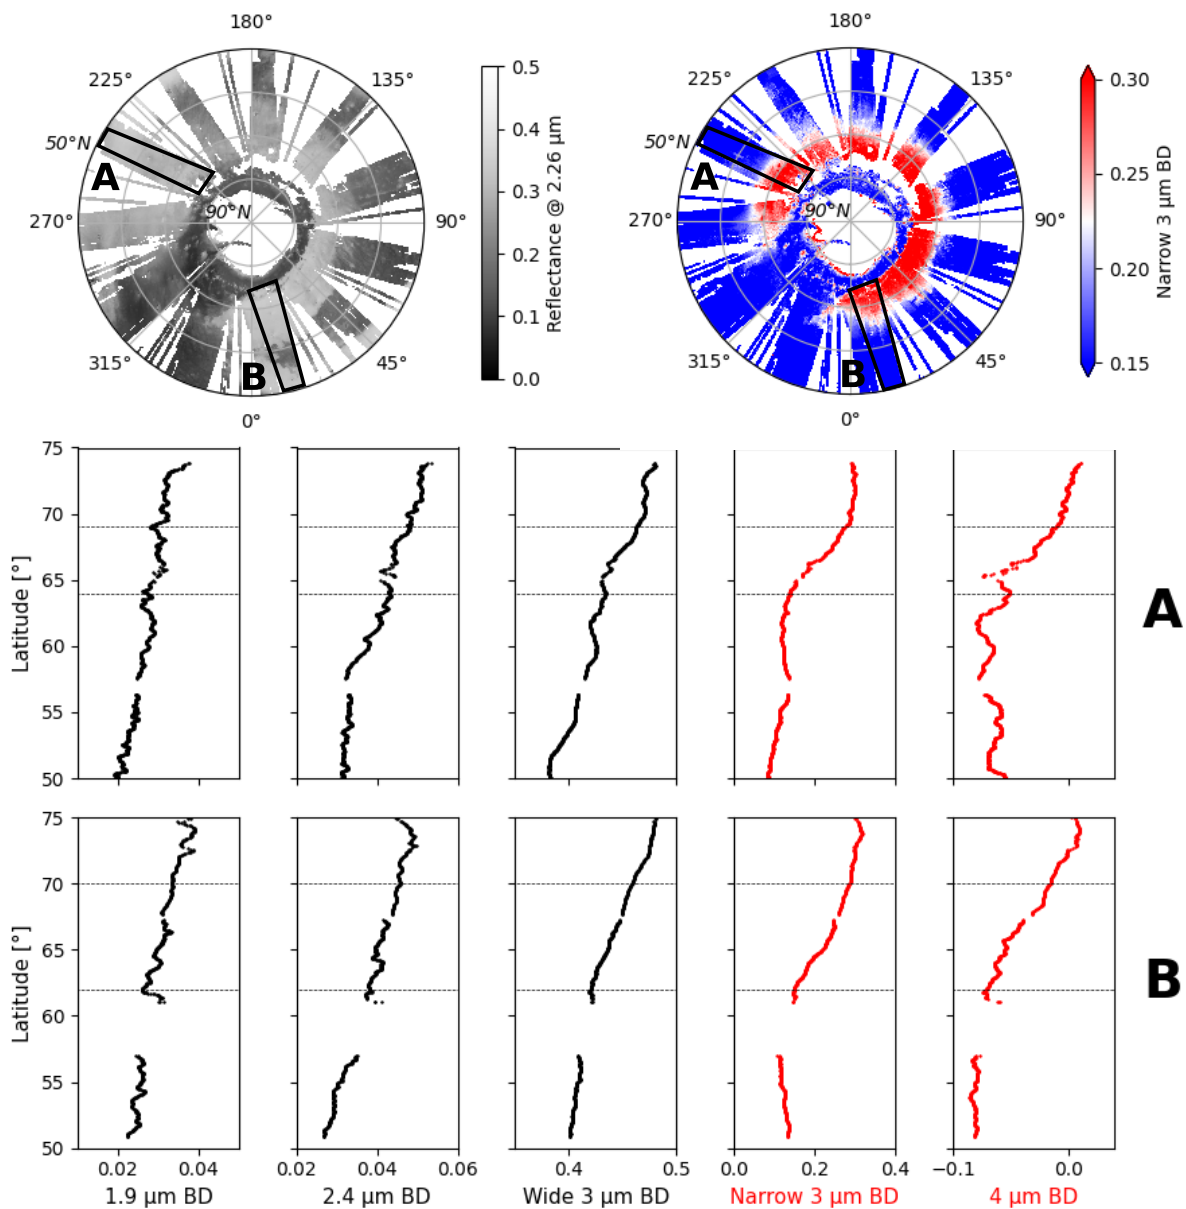 180° 180°
225° 135° 225° 135°
50°N 50°N
A A
90°N 90°N
270° 90° 270° 90°
315° 45° 315° 45°
B B
0° 0°
0.5
0.4
0.3
0.2
0.1
0.0
Reflectance @ 2.26 µm
0.30
0.25
0.20
0.15
Narrow 3 µm BD
75
70
65
60
55
50
Latitude [°]
A
75
70
65
60
55
50
Latitude [°]
B
0.02 0.04 0.02 0.04 0.06 0.4 0.5 0.0 0.2 0.4 −0.1 0.0
1.9 µm BD 2.4 µm BD Wide 3 µm BD Narrow 3 µm BD 4 µm BD